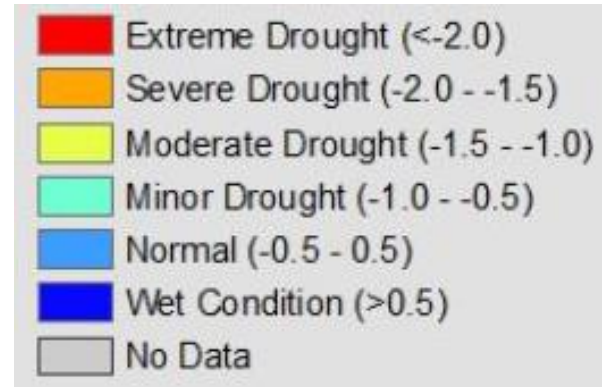 Extreme Drought (<-2.0)
Severe Drought (-2.0 - -1.5)
Moderate Drought (-1.5 - -1.0)
Minor Drought (-1.0 - -0.5)
Normal (-0.5 - 0.5)
Wet Condition (>0.5)
No Data